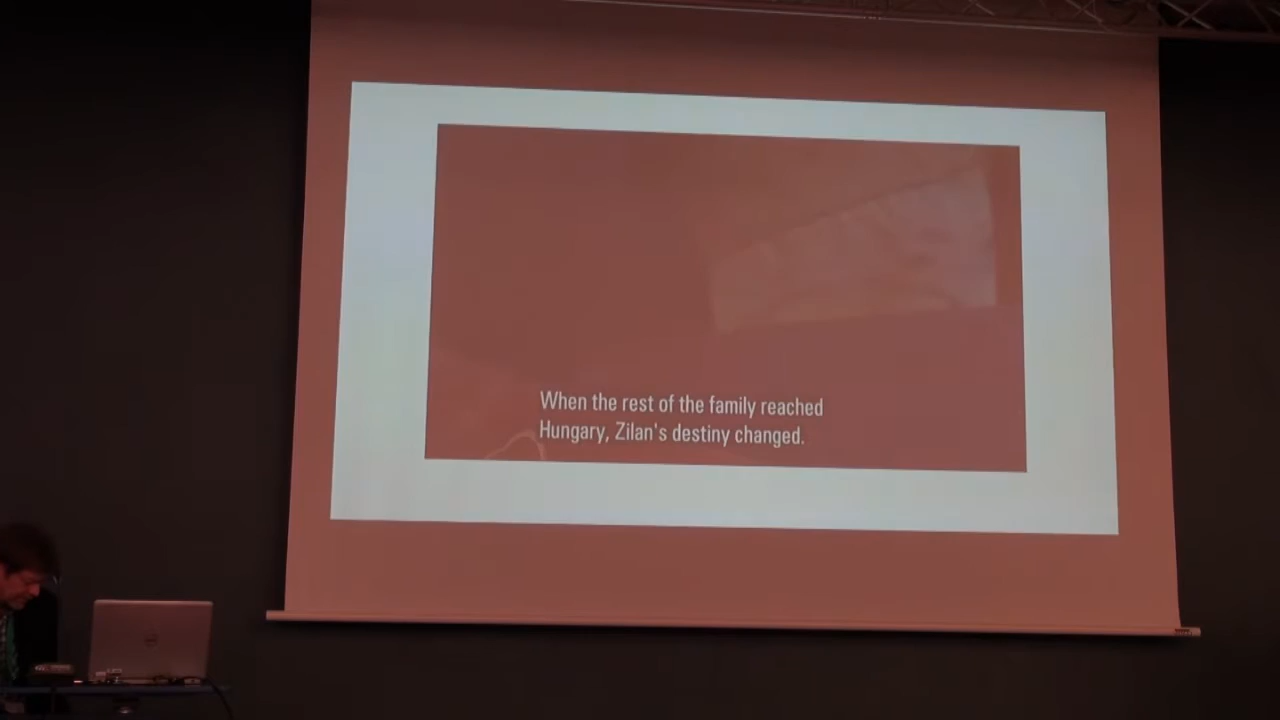 When the rest of the family reached
Hungary, Zilan's destiny changed.